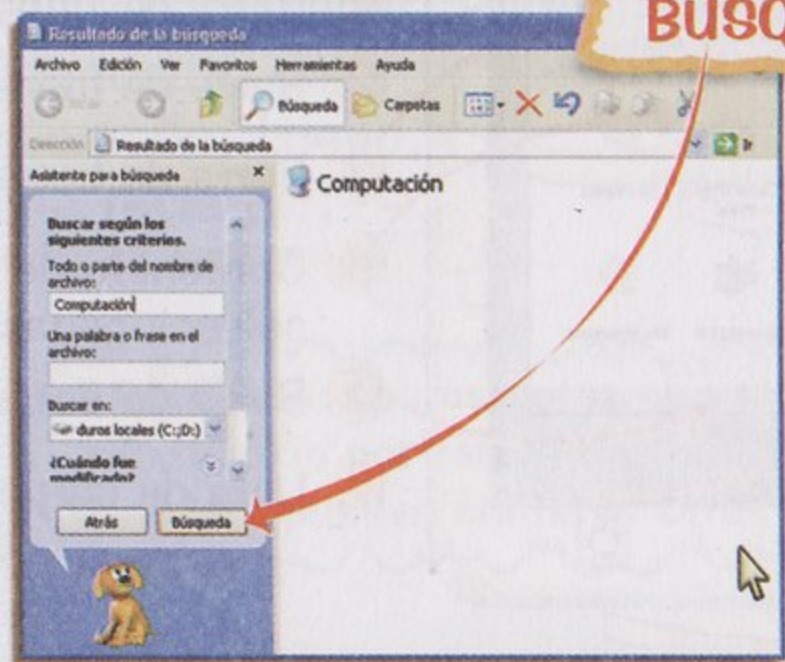 BUSQ
Resultado de la búsqueda
Archivo Edición Ver Favoritos Herramientas Ayuda
Búsqueda Carpetas
Dirección Resultado de la búsqueda Ir
Asistente para búsqueda
Computación
Buscar según los
siguientes criterios.
Todo o parte del nombre de
archivo:
Computación
Una palabra o frase en el
archivo:
Buscar en:
duros locales (C:;D:)
¿Cuándo fue
modificado?
Atrás Búsqueda